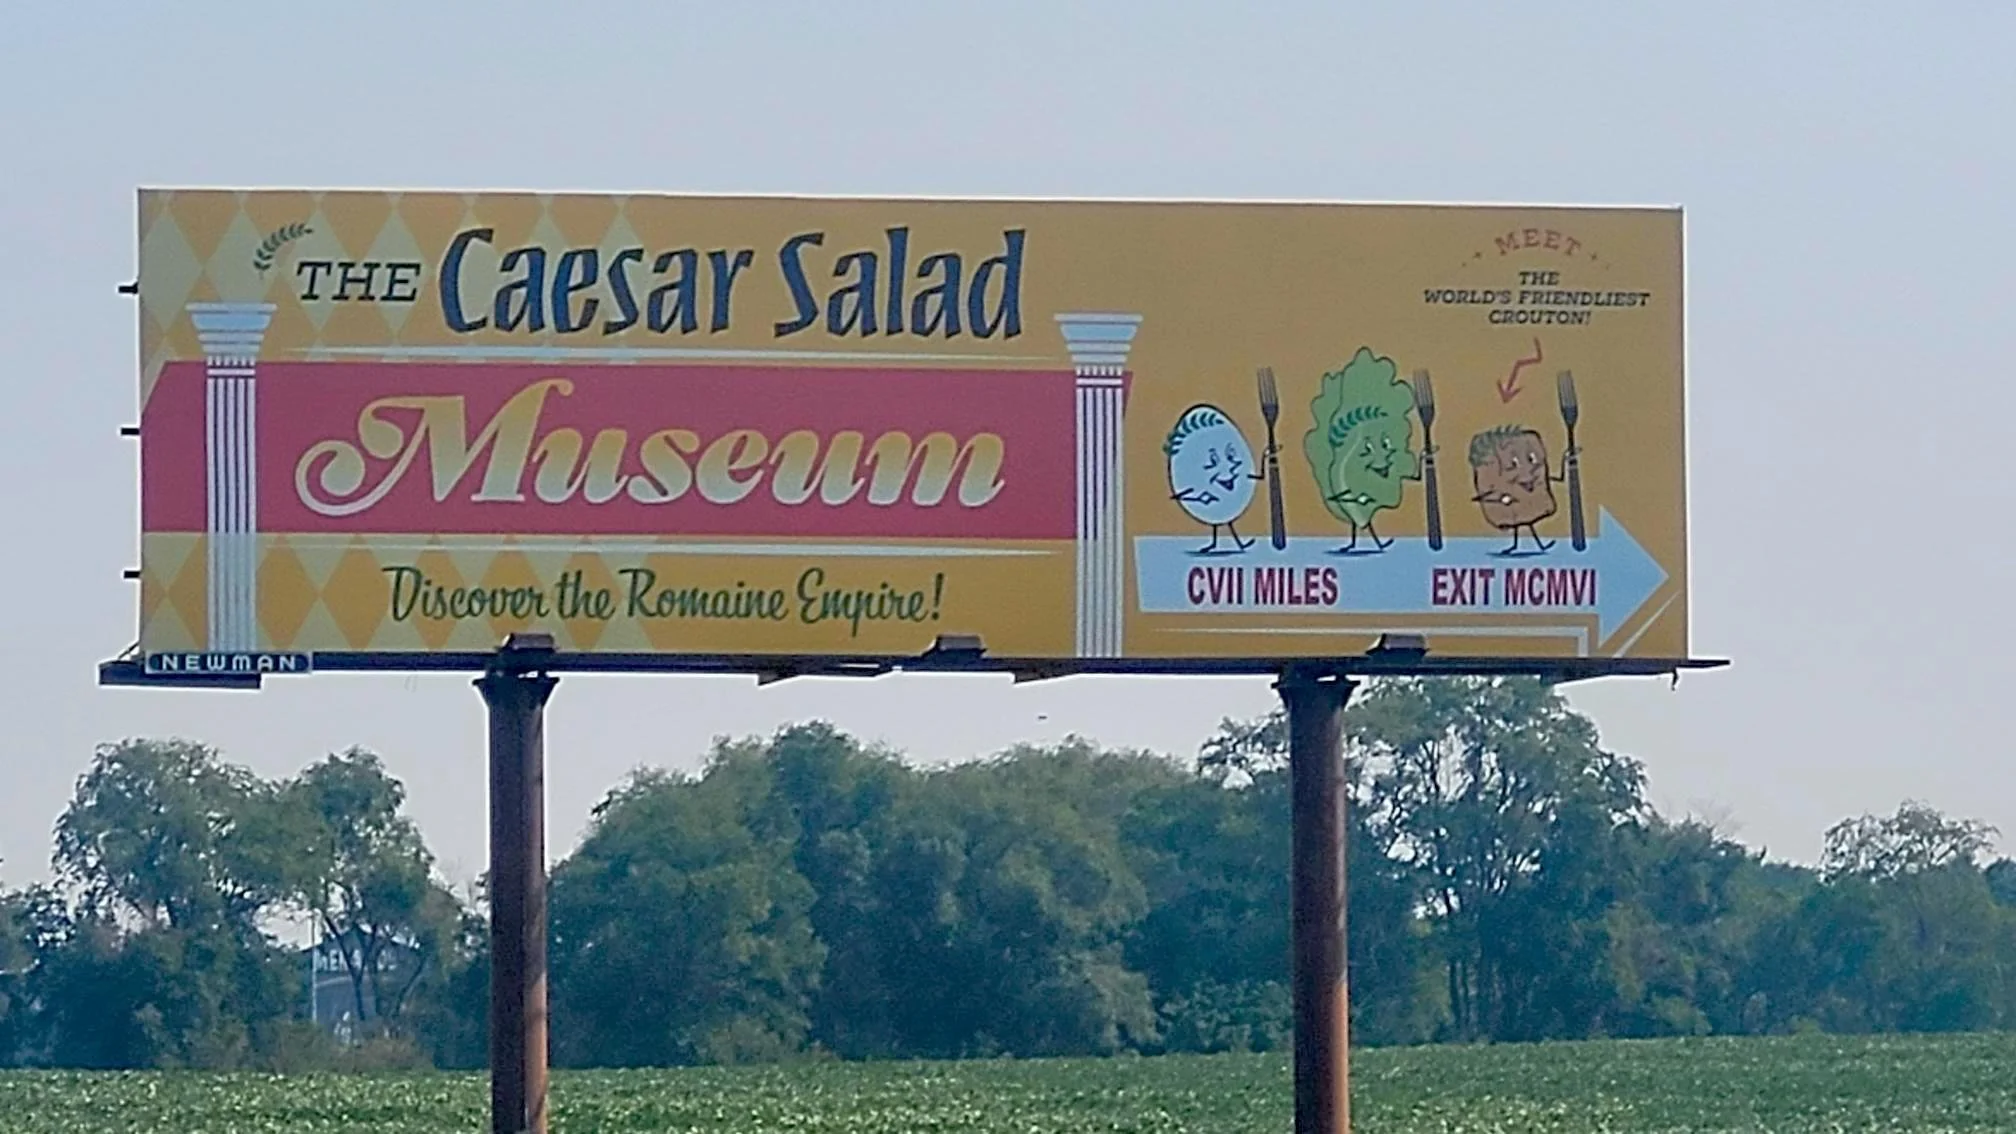 THE Caesar Salad
Museum
Discover the Romaine Empire!
MEET
THE
WORLD'S FRIENDLIEST
CROUTON!
CVII MILES
EXIT MCMVI
NEWMAN